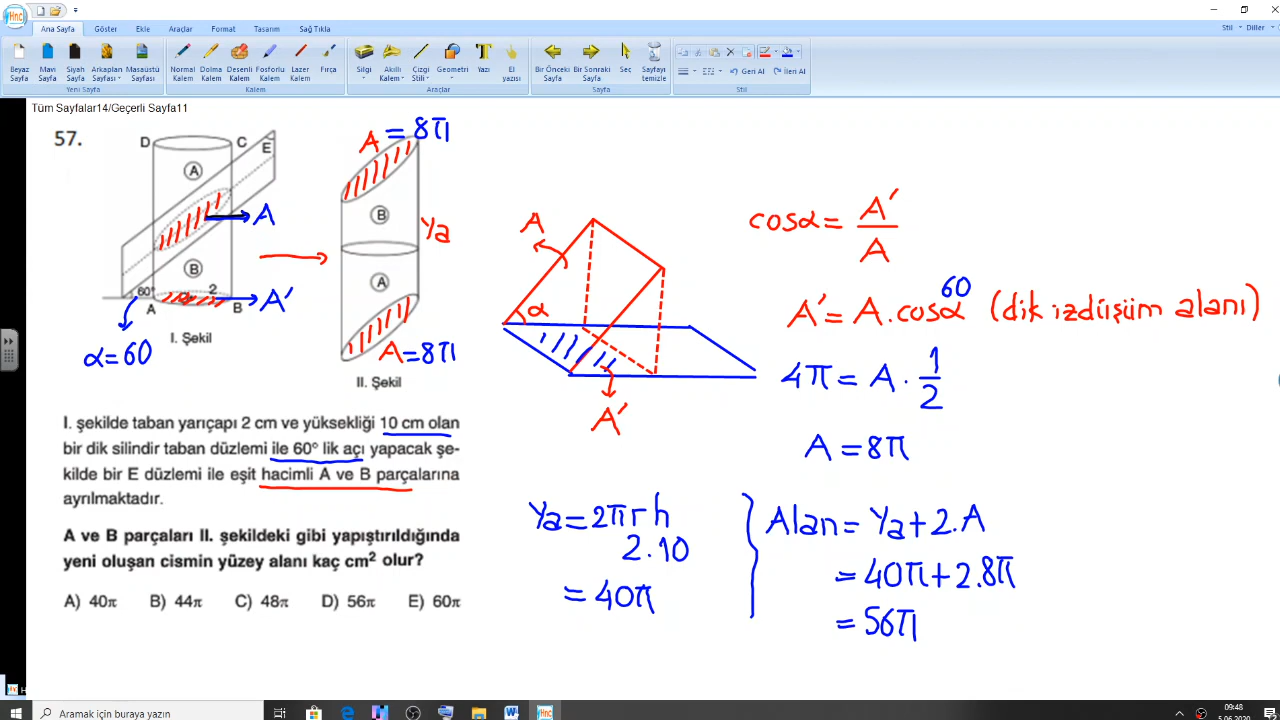 Hnc
Ana Sayfa Göster Ekle Araçlar Format Tasarım Sağ Tıkla
Stil Diller
Beyaz Sayfa Mavi Sayfa Siyah Sayfa Arkaplan Sayfası Masaüstü Sayfası
Normal Kalem Dolma Kalem Desenli Kalem Fosforlu Kalem Lazer Kalem Fırça
Silgi Akıllı Kalem Çizgi Stili Geometri Yazı El yazısı
Bir Önceki Sayfa Bir Sonraki Sayfa Sec Sayfayı temizle
Geri Al İleri Al
Yeni Sayfa Kalem Araçlar Sayfa Stil
Tüm Sayfalar14/Geçerli Sayfa11
57.
D C E
A
B
60°
2
A B
A
A'
α=60
I. Şekil
A = 8π
B
Ya
A
A=8π
II. Şekil
A
α
A'
cosα = A'/A
A' = A.cosα (dik izdüşüm alanı)
60
4π = A . 1/2
A = 8π
I. şekilde taban yarıçapı 2 cm ve yüksekliği 10 cm olan
bir dik silindir taban düzlemi ile 60° lik açı yapacak şe-
kilde bir E düzlemi ile eşit hacimli A ve B parçalarına
ayrılmaktadır.
A ve B parçaları II. şekildeki gibi yapıştırıldığında
yeni oluşan cismin yüzey alanı kaç cm² olur?
A) 40π B) 44π C) 48π D) 56π E) 60π
Ya = 2πrh
2.10
= 40π
Alan = Ya + 2.A
= 40π + 2.8π
= 56π
Aramak için buraya yazın
09:48
5.06.2020